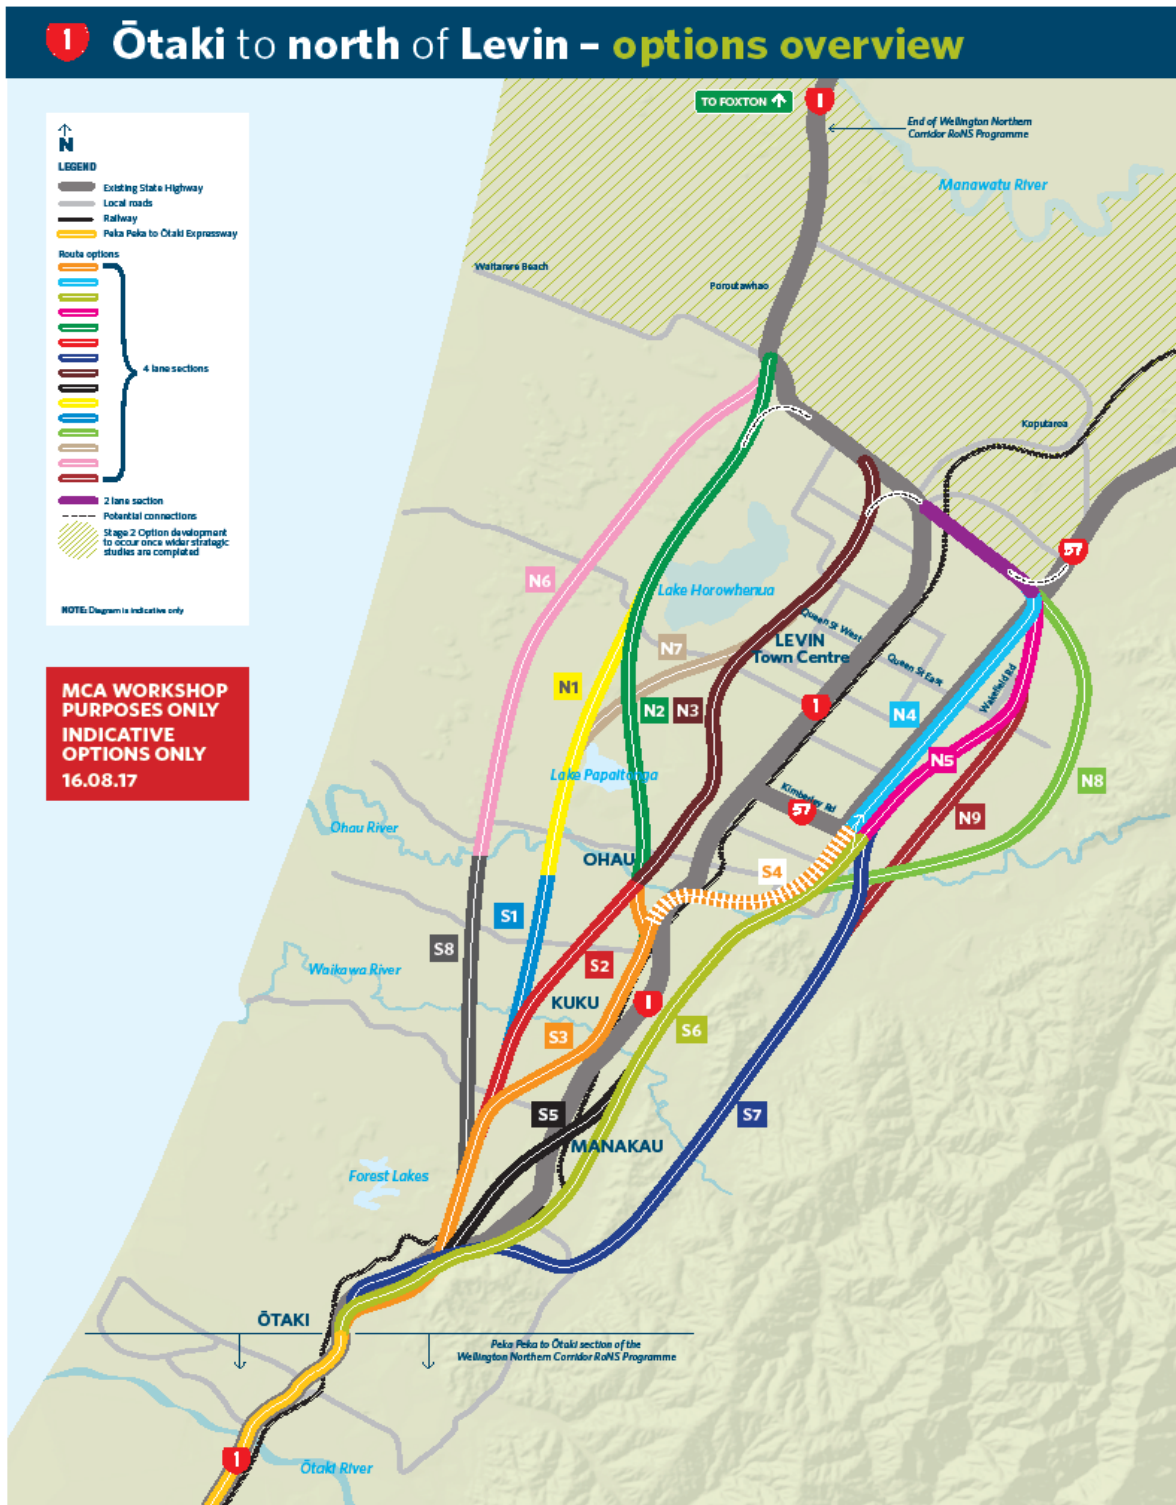 1 Ōtaki to north of Levin – options overview
TO FOXTON
1
End of Wellington Northern
Corridor RoNS Programme
N
LEGEND
Existing State Highway
Local roads
Railway
Peka Peka to Ōtaki Expressway
Route options
4 lane sections
2 lane section
Potential connections
Stage 2 Option development
to occur once wider strategic
studies are completed
NOTE: Diagram is indicative only
MCA WORKSHOP
PURPOSES ONLY
INDICATIVE
OPTIONS ONLY
16.08.17
Manawatu River
Waitarere Beach
Poroutawhao
Koputaroa
57
N6
Lake Horowhenua
Queen St West
LEVIN
Town Centre
Queen St East
N7
Wakefield Rd
N1
N2
N3
1
N4
N5
Lake Papaitonga
N8
Kimberley Rd
57
N9
Ohau River
OHAU
S4
S1
S8
S2
Waikawa River
KUKU
1
S3
S6
S5
S7
MANAKAU
Forest Lakes
ŌTAKI
Peka Peka to Ōtaki section of the
Wellington Northern Corridor RoNS Programme
1
Ōtaki River